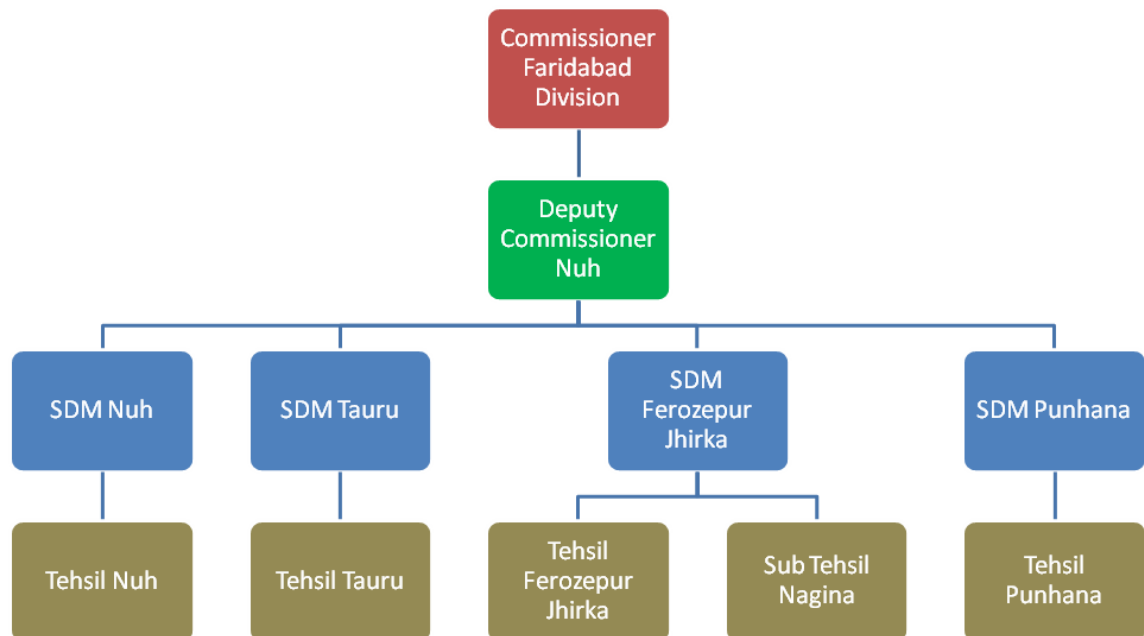 Commissioner
Faridabad
Division
Deputy
Commissioner
Nuh
SDM Nuh
SDM Tauru
SDM
Ferozepur
Jhirka
SDM Punhana
Tehsil Nuh
Tehsil Tauru
Tehsil
Ferozepur
Jhirka
Sub Tehsil
Nagina
Tehsil
Punhana